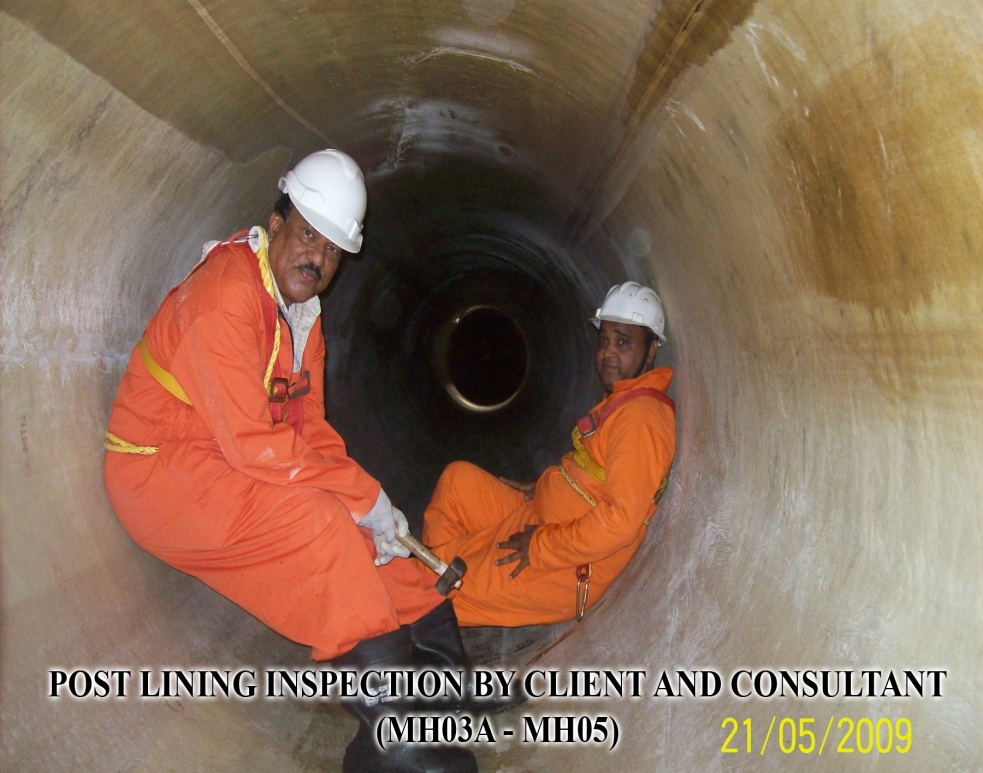 POST LINING INSPECTION BY CLIENT AND CONSULTANT
(MH03A - MH05)
21/05/2009